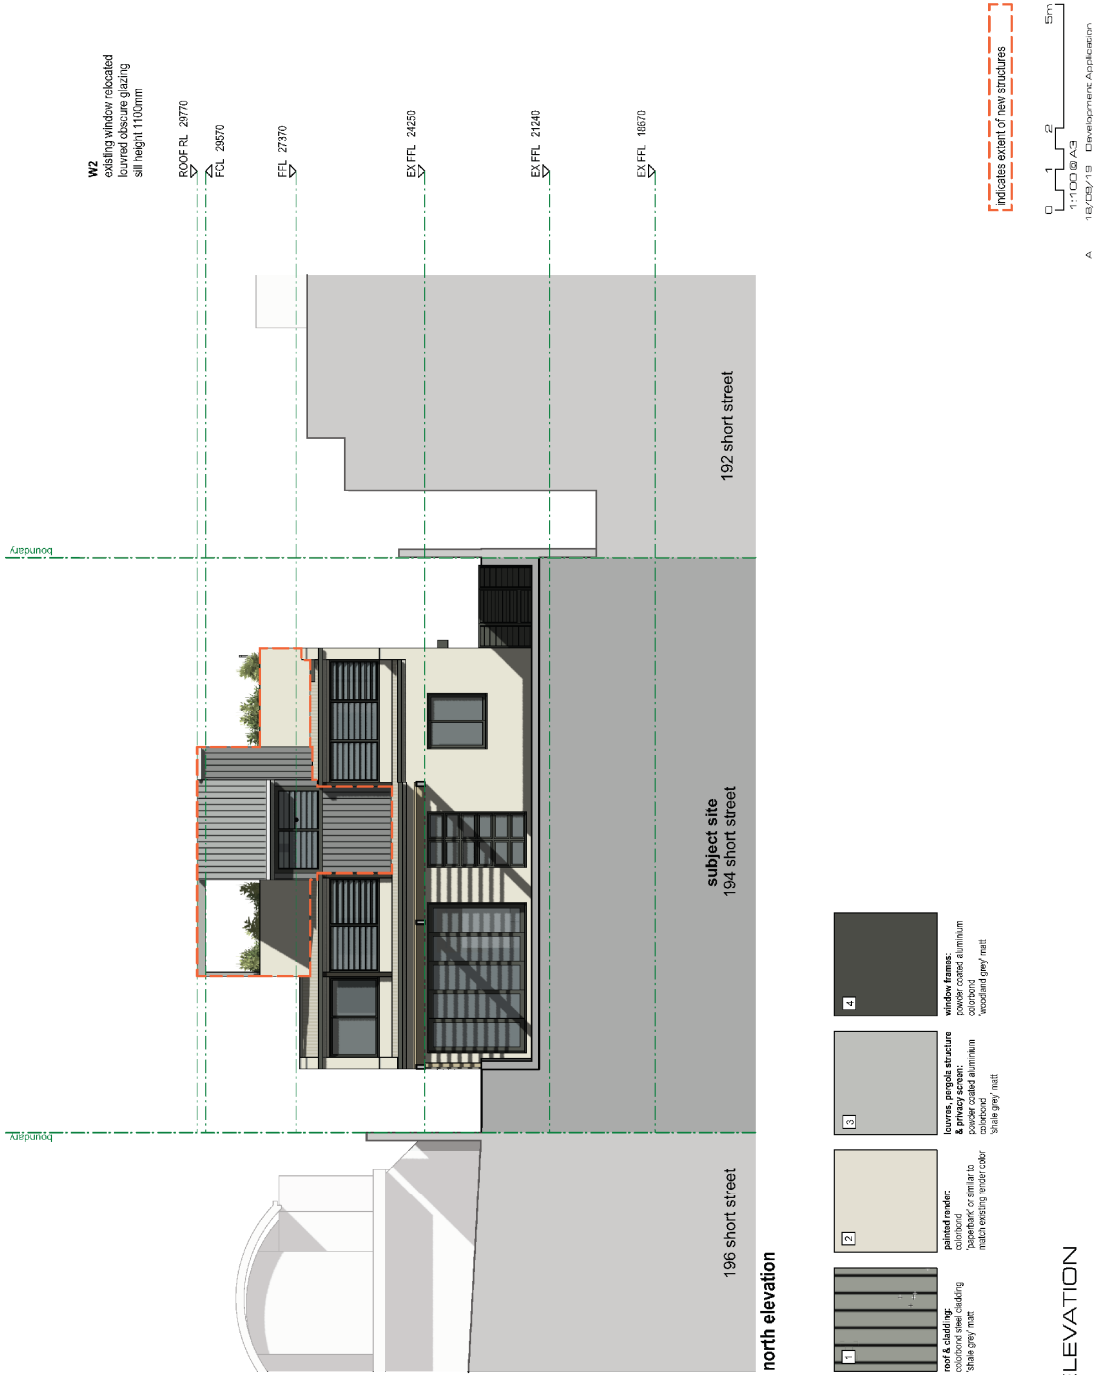 W2
existing window relocated
louvred obscure glazing
sill height 1100mm
ROOF RL 29770
FCL 29570
FFL 27370
EX FFL 24250
EX FFL 21240
EX FFL 18670
boundary
boundary
196 short street
subject site
194 short street
192 short street
north elevation
1
roof & cladding:
colorbond steel cladding
'shale grey' matt
2
painted render:
colorbond
'paperbark' or similar to
match existing render color
3
louvres, pergola structure
& privacy screen:
powder coated aluminium
colorbond
'shale grey' matt
4
window frames:
powder coated aluminium
colorbond
'woodland grey' matt
indicates extent of new structures
0 1 2 5m
1:100 @ A3
A 18/09/19 Development Application
ELEVATION